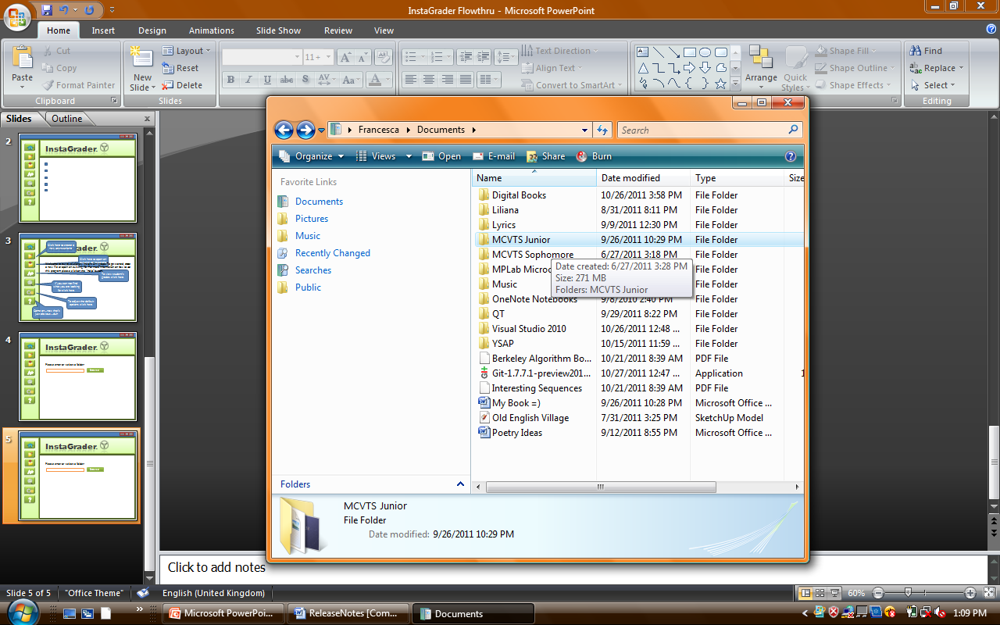 InstaGrader Flowthru - Microsoft PowerPoint
Home Insert Design Animations Slide Show Review View
Paste Cut Copy Format Painter
Clipboard
New Slide Layout Reset Delete
Slides
11+
Text Direction
Align Text
Convert to SmartArt
Arrange Quick Styles Shape Fill Shape Outline Shape Effects
Find Replace Select
Editing
Slides Outline
2
InstaGrader.
3
4
InstaGrader.
Please enter or select a folder
5
InstaGrader.
Please enter or select a folder
Francesca Documents
Search
Organize Views Open E-mail Share Burn
Favorite Links
Documents
Pictures
Music
Recently Changed
Searches
Public
Folders
Name Date modified Type Size
Digital Books 10/26/2011 3:58 PM File Folder
Liliana 8/31/2011 8:11 PM File Folder
Lyrics 9/9/2011 12:30 PM File Folder
MCVTS Junior 9/26/2011 10:29 PM File Folder
MCVTS Sophomore 6/27/2011 3:18 PM File Folder
MPLab Microc File Folder
Music File Folder
OneNote Notebooks 9/8/2010 2:40 PM File Folder
QT 9/29/2011 8:22 PM File Folder
Visual Studio 2010 10/26/2011 12:48 ... File Folder
YSAP 10/15/2011 11:59 ... File Folder
Berkeley Algorithm Bo... 10/21/2011 8:39 AM PDF File
Git-1.7.7.1-preview201... 10/27/2011 12:47 ... Application 1
Interesting Sequences 10/21/2011 8:39 AM PDF File
My Book =) 9/26/2011 10:28 PM Microsoft Office ...
Old English Village 7/31/2011 3:25 PM SketchUp Model
Poetry Ideas 9/12/2011 8:55 PM Microsoft Office ...
Date created: 6/27/2011 3:28 PM
Size: 271 MB
Folders: MCVTS Junior
MCVTS Junior
File Folder
Date modified: 9/26/2011 10:29 PM
Click to add notes
Slide 5 of 5 "Office Theme" English (United Kingdom) 60%
Microsoft PowerPoi... ReleaseNotes [Com... Documents 1:09 PM